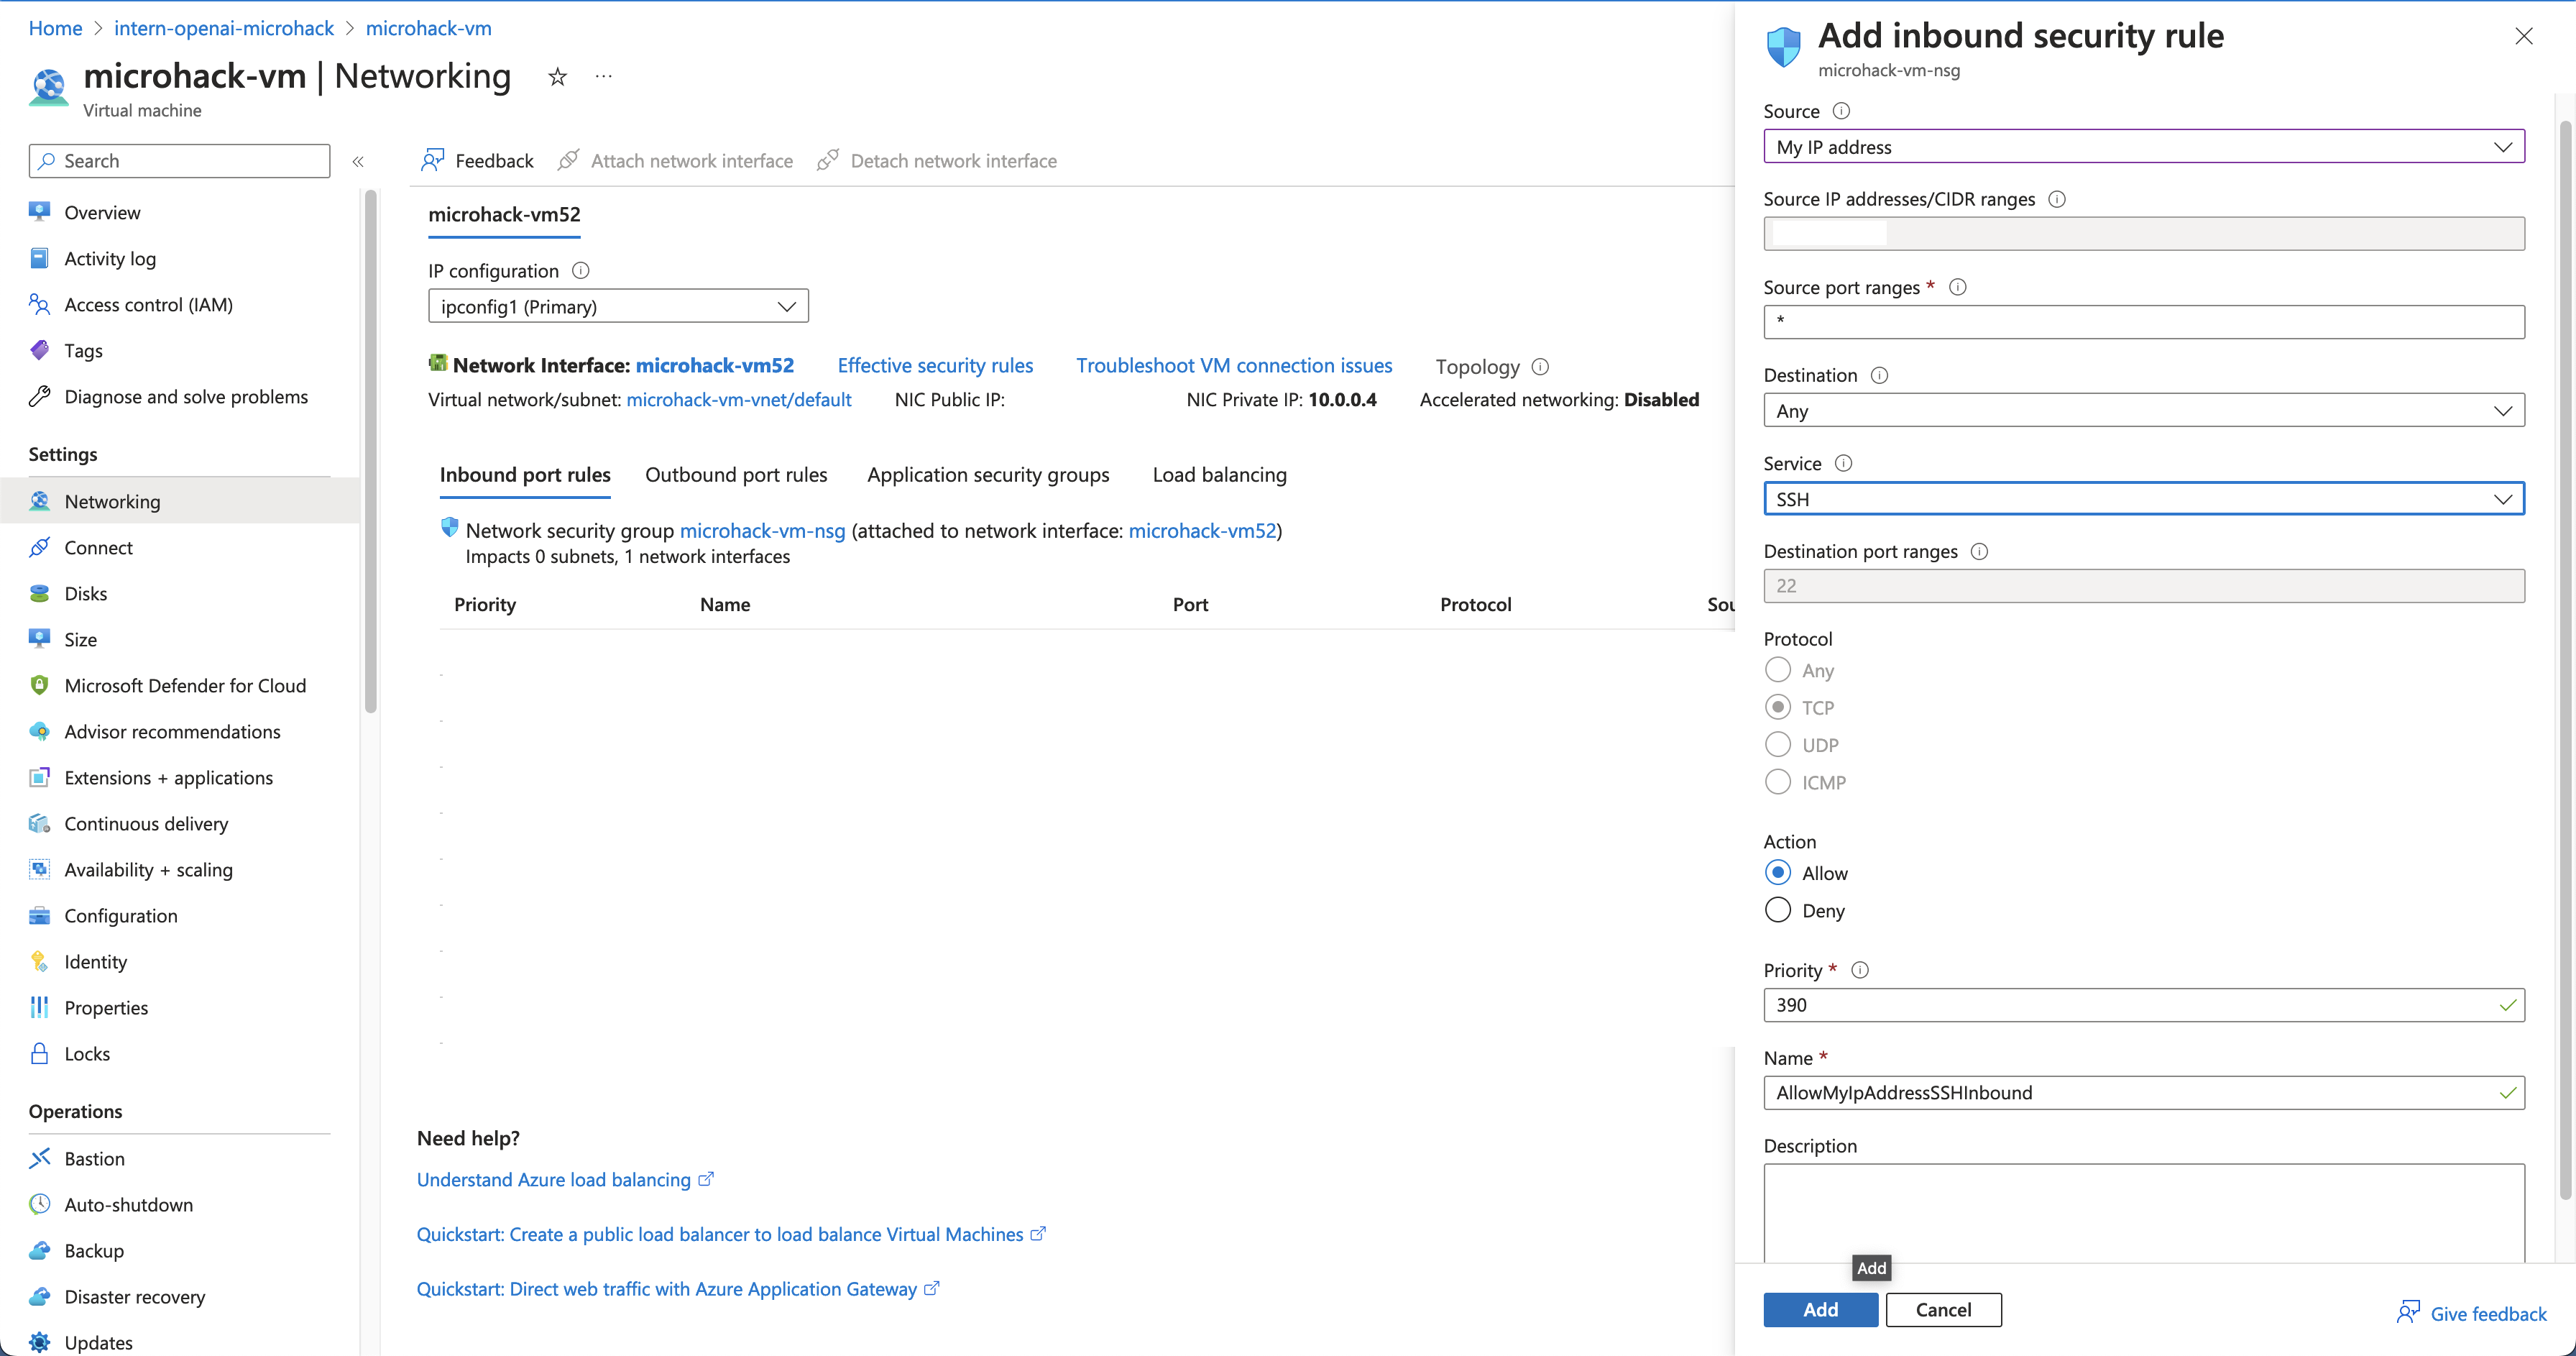 Home > intern-openai-microhack > microhack-vm
microhack-vm | Networking
Virtual machine
Search
Overview
Activity log
Access control (IAM)
Tags
Diagnose and solve problems
Settings
Networking
Connect
Disks
Size
Microsoft Defender for Cloud
Advisor recommendations
Extensions + applications
Continuous delivery
Availability + scaling
Configuration
Identity
Properties
Locks
Operations
Bastion
Auto-shutdown
Backup
Disaster recovery
Updates
Feedback Attach network interface Detach network interface
microhack-vm52
IP configuration
ipconfig1 (Primary)
Network Interface: microhack-vm52 Effective security rules Troubleshoot VM connection issues Topology
Virtual network/subnet: microhack-vm-vnet/default NIC Public IP: NIC Private IP: 10.0.0.4 Accelerated networking: Disabled
Inbound port rules Outbound port rules Application security groups Load balancing
Network security group microhack-vm-nsg (attached to network interface: microhack-vm52)
Impacts 0 subnets, 1 network interfaces
Priority Name Port Protocol Sou
Need help?
Understand Azure load balancing
Quickstart: Create a public load balancer to load balance Virtual Machines
Quickstart: Direct web traffic with Azure Application Gateway
Add inbound security rule
microhack-vm-nsg
Source
My IP address
Source IP addresses/CIDR ranges
Source port ranges *
*
Destination
Any
Service
SSH
Destination port ranges
22
Protocol
Any
TCP
UDP
ICMP
Action
Allow
Deny
Priority *
390
Name *
AllowMyIpAddressSSHInbound
Description
Add
Add Cancel
Give feedback